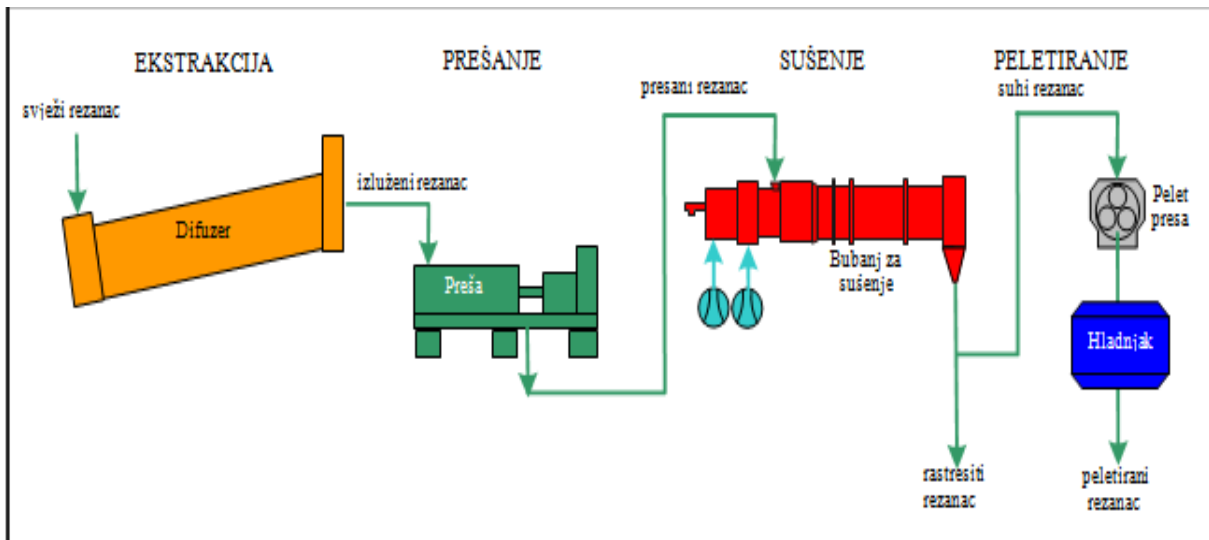 EKSTRAKCIJA
PREŠANJE
SUŠENJE
PELETIRANJE
svježi rezanac
izluženi rezanac
presani rezanac
suhi rezanac
Difuzer
Preša
Bubanj za
sušenje
Pelet
presa
Hladnjak
rastresiti
rezanac
peletirani
rezanac